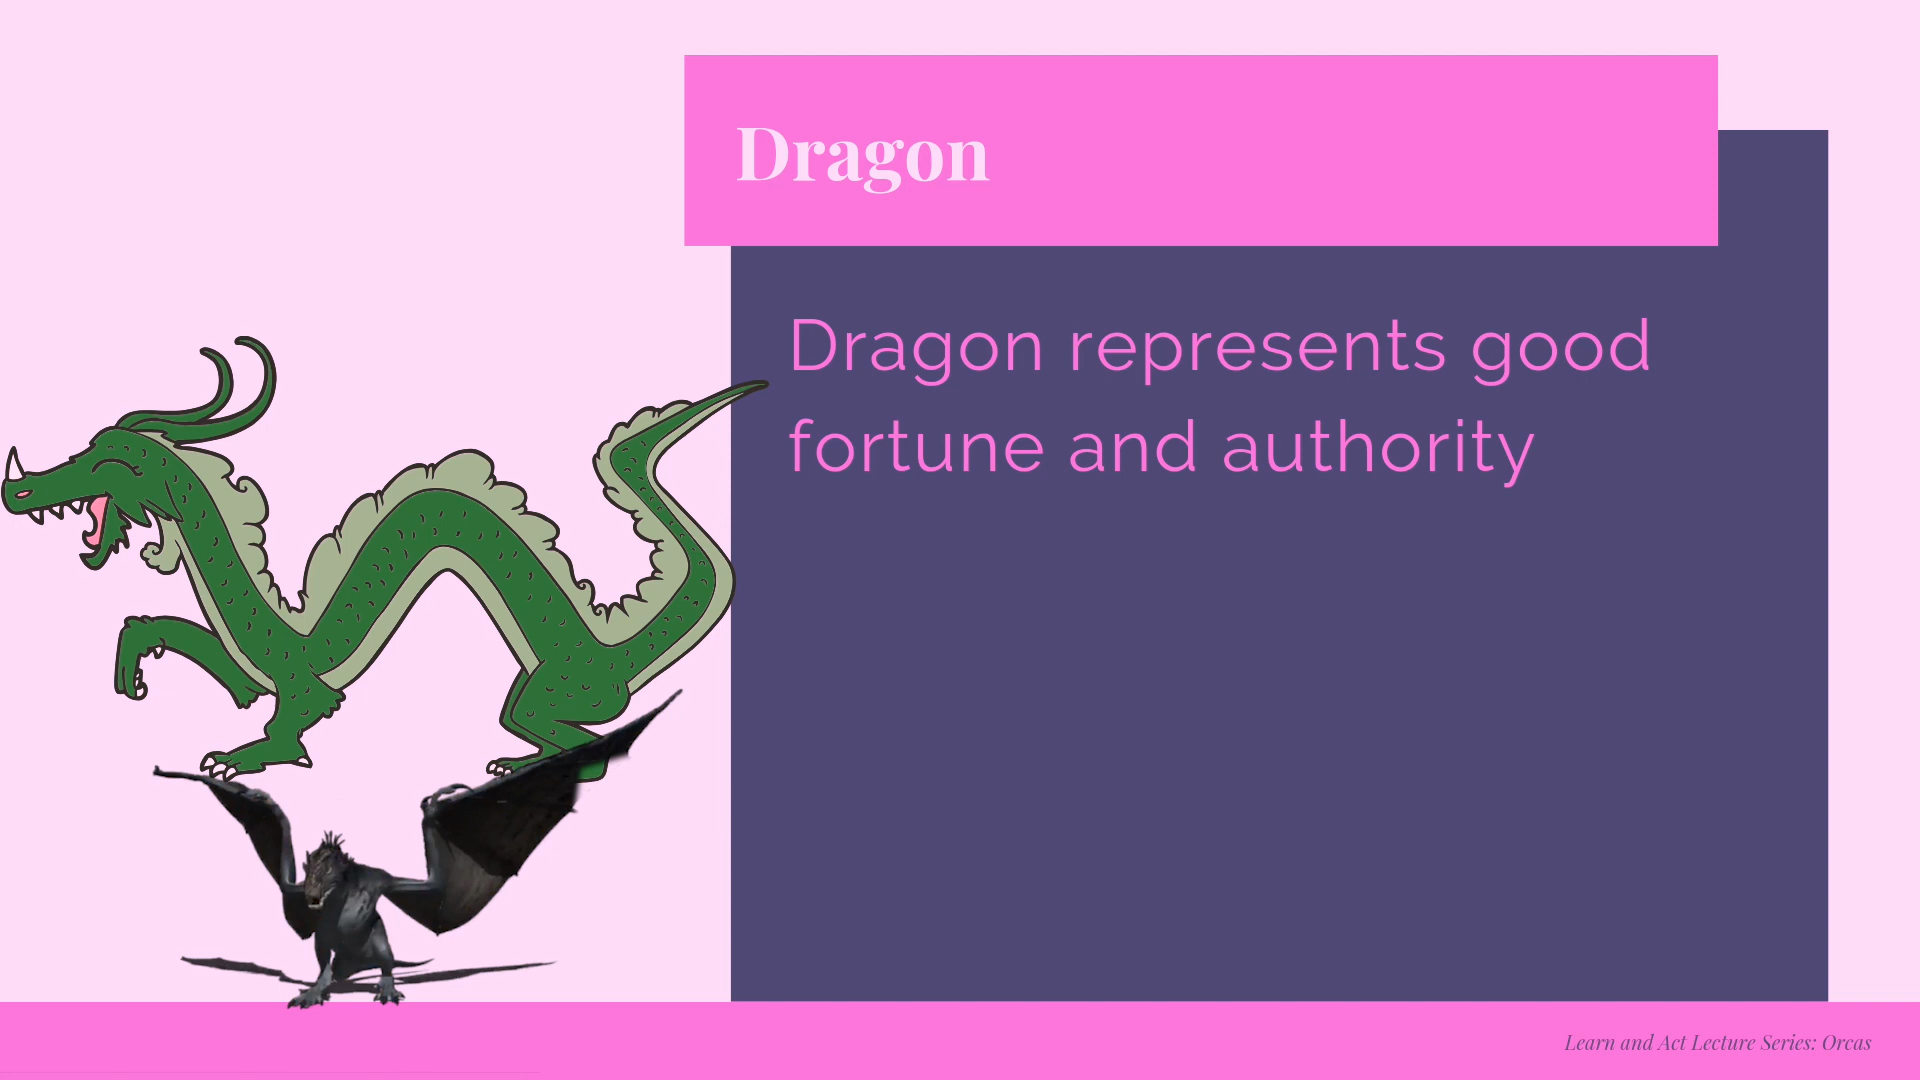 Dragon
Dragon represents good
fortune and authority
Learn and Act Lecture Series: Orcas